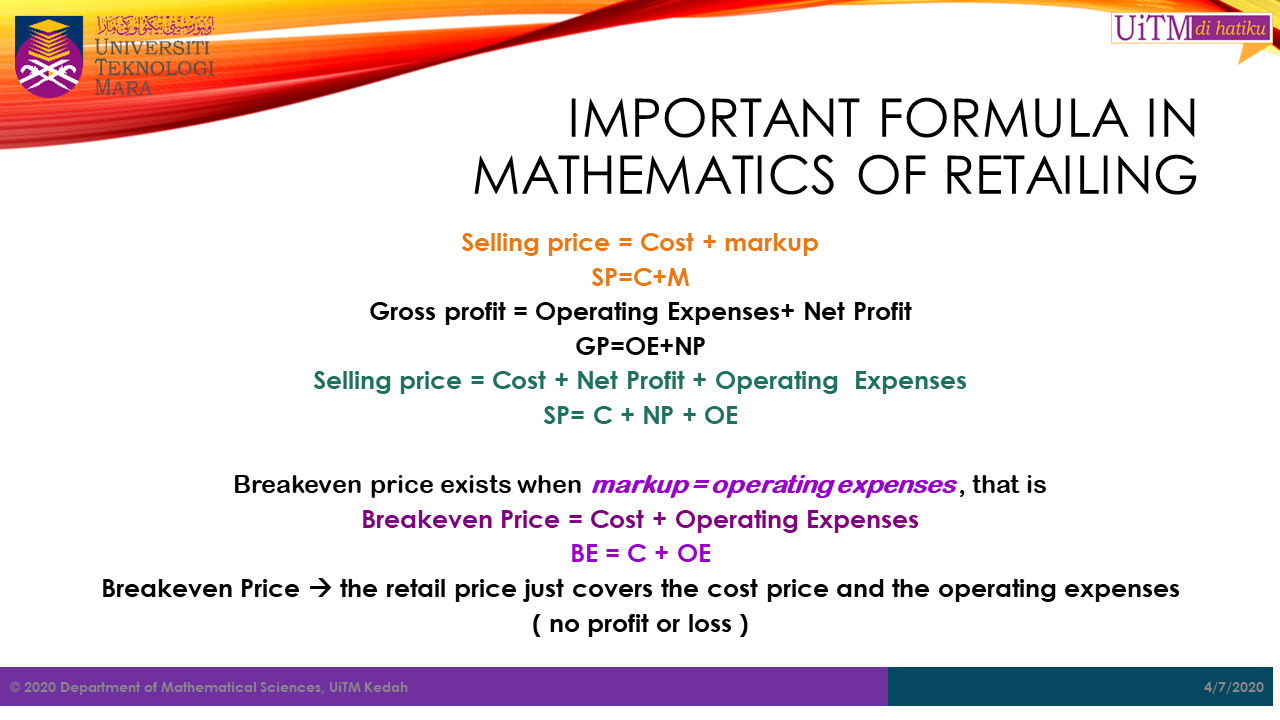 اونيۏرسيتي تيكنولوݢي مارا
UNIVERSITI
TEKNOLOGI
MARA
UiTM di hatiku
IMPORTANT FORMULA IN
MATHEMATICS OF RETAILING
Selling price = Cost + markup
SP=C+M
Gross profit = Operating Expenses+ Net Profit
GP=OE+NP
Selling price = Cost + Net Profit + Operating Expenses
SP= C + NP + OE
Breakeven price exists when markup = operating expenses, that is
Breakeven Price = Cost + Operating Expenses
BE = C + OE
Breakeven Price → the retail price just covers the cost price and the operating expenses
( no profit or loss )
© 2020 Department of Mathematical Sciences, UiTM Kedah
4/7/2020